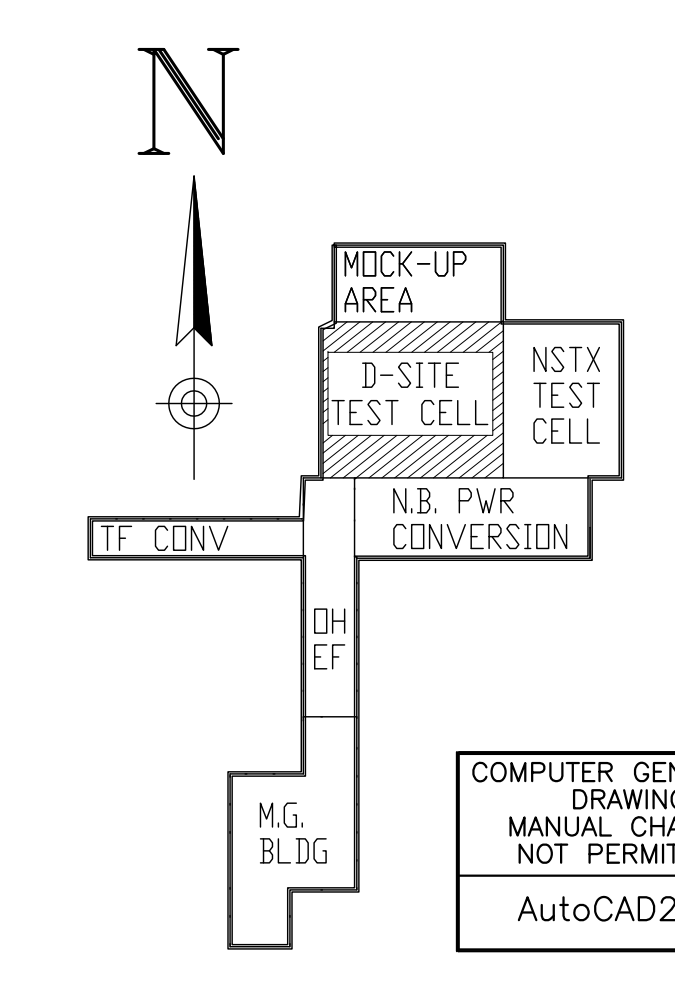 N
MOCK-UP
AREA
D-SITE
TEST CELL
NSTX
TEST
CELL
N.B. PWR
CONVERSION
TF CONV
OH
EF
M.G.
BLDG
COMPUTER GEN
DRAWING
MANUAL CHA
NOT PERMIT
AutoCAD2